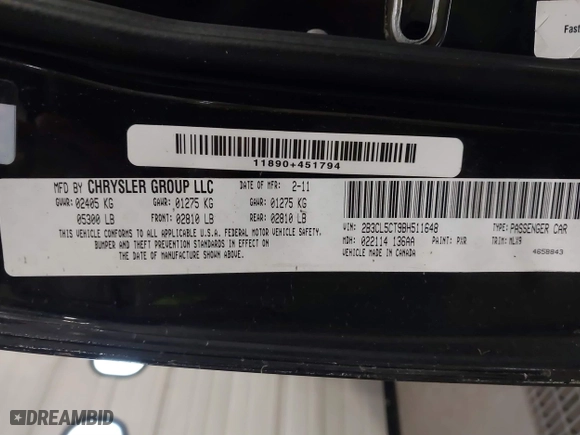 Fast
11890+451794
MFD BY CHRYSLER GROUP LLC DATE OF MFR: 2-11
GVWR: 02405 KG GAWR: 01275 KG GAWR: 01275 KG
05300 LB FRONT: 02810 LB REAR: 02810 LB
THIS VEHICLE CONFORMS TO ALL APPLICABLE U.S.A. FEDERAL MOTOR VEHICLE SAFETY,
BUMPER AND THEFT PREVENTION STANDARDS IN EFFECT ON
THE DATE OF MANUFACTURE SHOWN ABOVE.
VIN: 2B3CL5CT9BH511648 TYPE: PASSENGER CAR
MDH: 022114 136AA PAINT: PXR TRIM: MLX9
VEHICLE MADE IN CANADA 4658843
DREAMBID